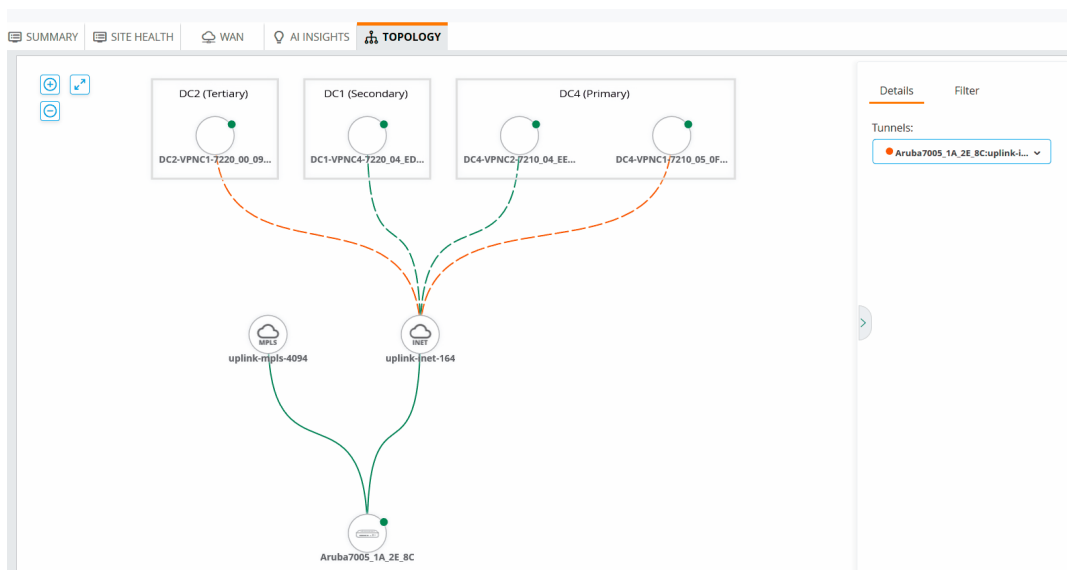 SUMMARY SITE HEALTH WAN AI INSIGHTS TOPOLOGY
DC2 (Tertiary) DC1 (Secondary) DC4 (Primary)
DC2-VPNC1-7220_00_09... DC1-VPNC4-7220_04_ED... DC4-VPNC2-7210_04_EE... DC4-VPNC1-7210_05_0F...
MPLS INET
uplink-mpls-4094 uplink-inet-164
Aruba7005_1A_2E_8C
Details Filter
Tunnels:
Aruba7005_1A_2E_8C:uplink-i...